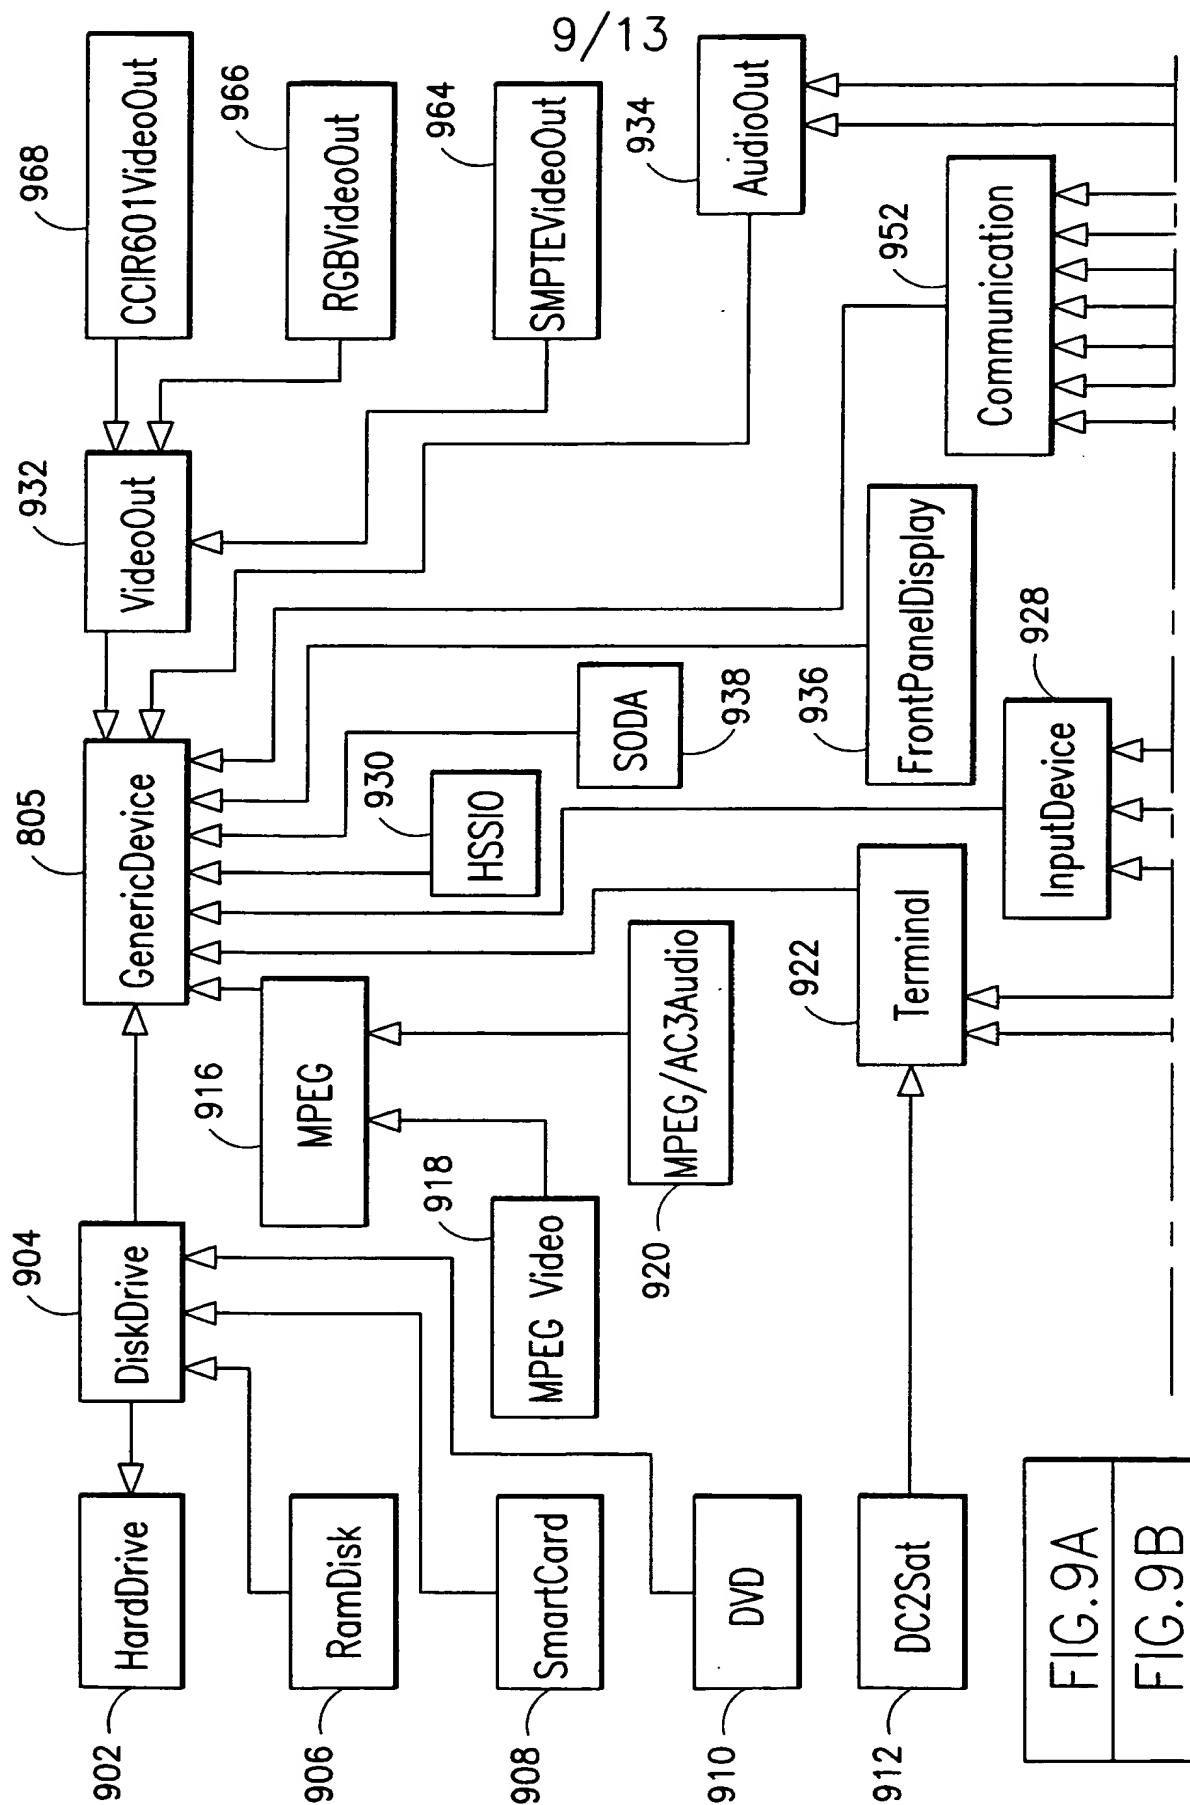 9/13
902
HardDrive
904
DiskDrive
805
GenericDevice
932
VideoOut
968
CCIR601VideoOut
906
RamDisk
916
MPEG
930
HSSIO
966
RGBVideoOut
908
SmartCard
918
MPEG Video
SODA
938
964
SMPTEVideoOut
910
DVD
920
MPEG/AC3Audio
934
AudioOut
912
DC2Sat
922
Terminal
936
FrontPanelDisplay
952
Communication
928
InputDevice
FIG.9A
FIG.9B